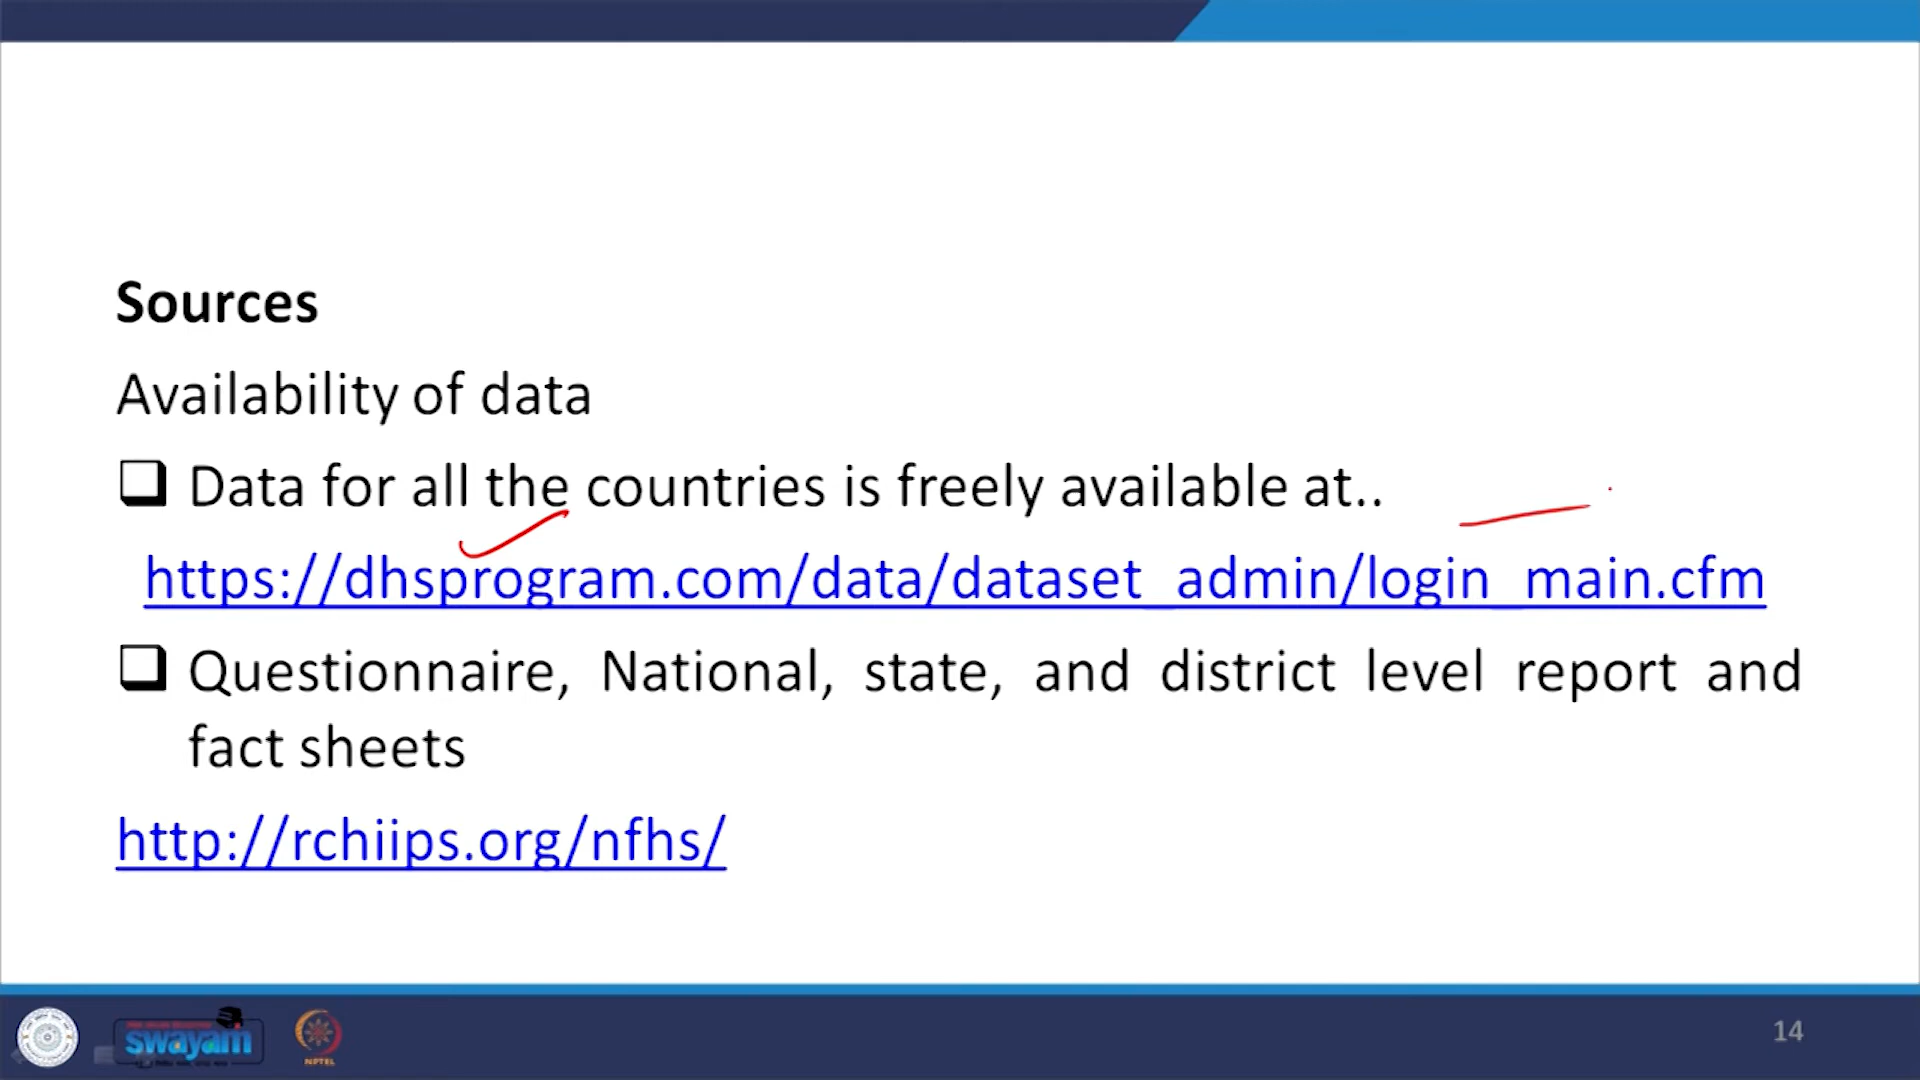 Sources
Availability of data
Data for all the countries is freely available at..
https://dhsprogram.com/data/dataset_admin/login_main.cfm
Questionnaire, National, state, and district level report and
fact sheets
http://rchiips.org/nfhs/
swayam
NPTEL
14